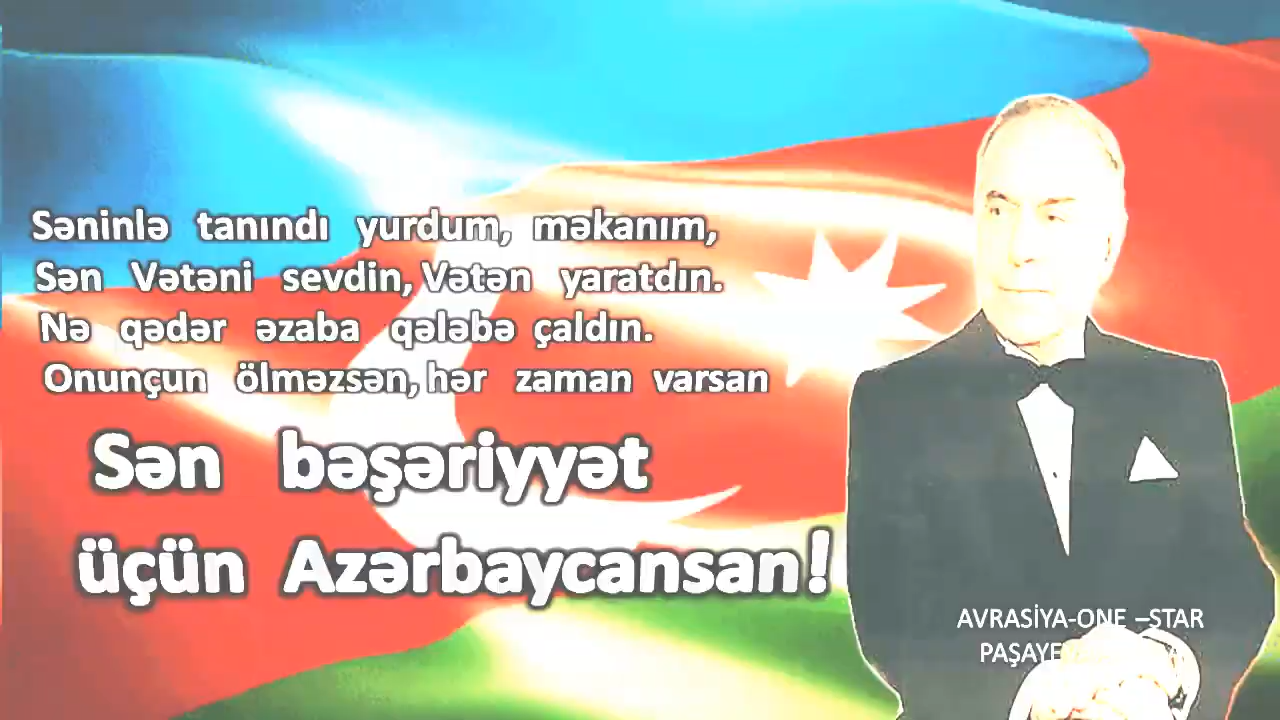 Səninlə tanındı yurdum, məkanım,
Sən Vətəni sevdin, Vətən yaratdın.
Nə qədər əzaba qələbə çaldın.
Onunçun ölməzsən, hər zaman varsan
Sən bəşəriyyət
üçün Azərbaycansan!
AVRASİYA-ONE –STAR